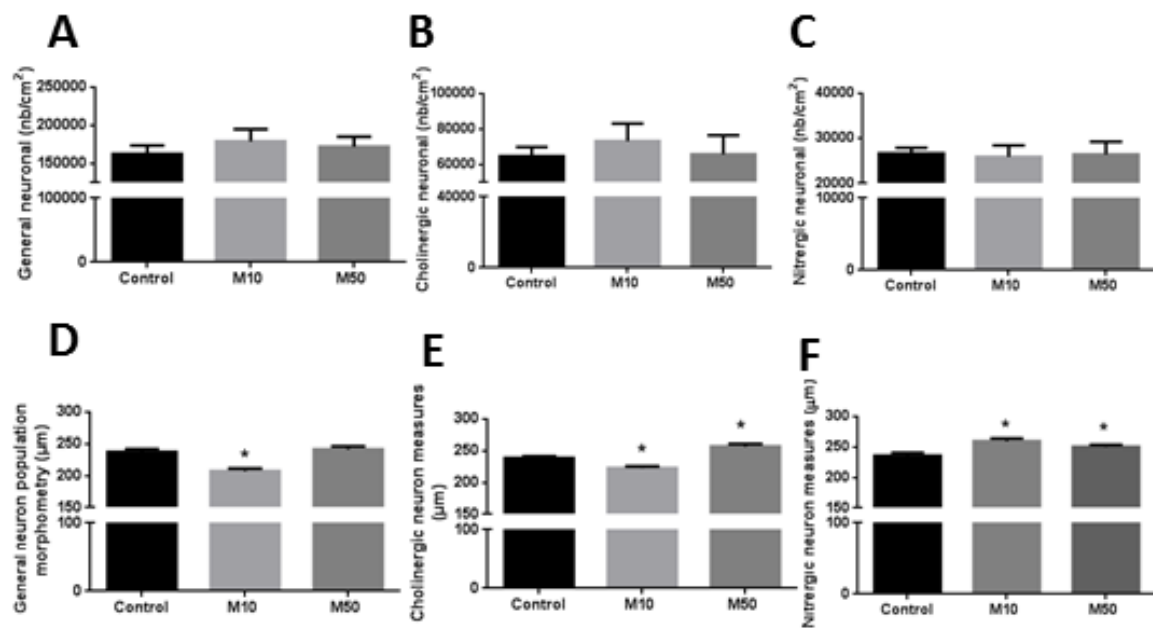 A
General neuronal (nb/cm²)
250000
200000
150000
100000
0
Control M10 M50
B
Cholinergic neuronal (nb/cm²)
100000
80000
60000
40000
0
Control M10 M50
C
Nitrergic neuronal (nb/cm²)
40000
30000
20000
10000
0
Control M10 M50
D
General neuron population
morphometry (µm)
300
250
200
150
100
0
*
Control M10 M50
E
Cholinergic neuron measures
(µm)
300
250
200
150
100
0
* *
Control M10 M50
F
Nitrergic neuron measures (µm)
300
250
200
150
100
0
* *
Control M10 M50